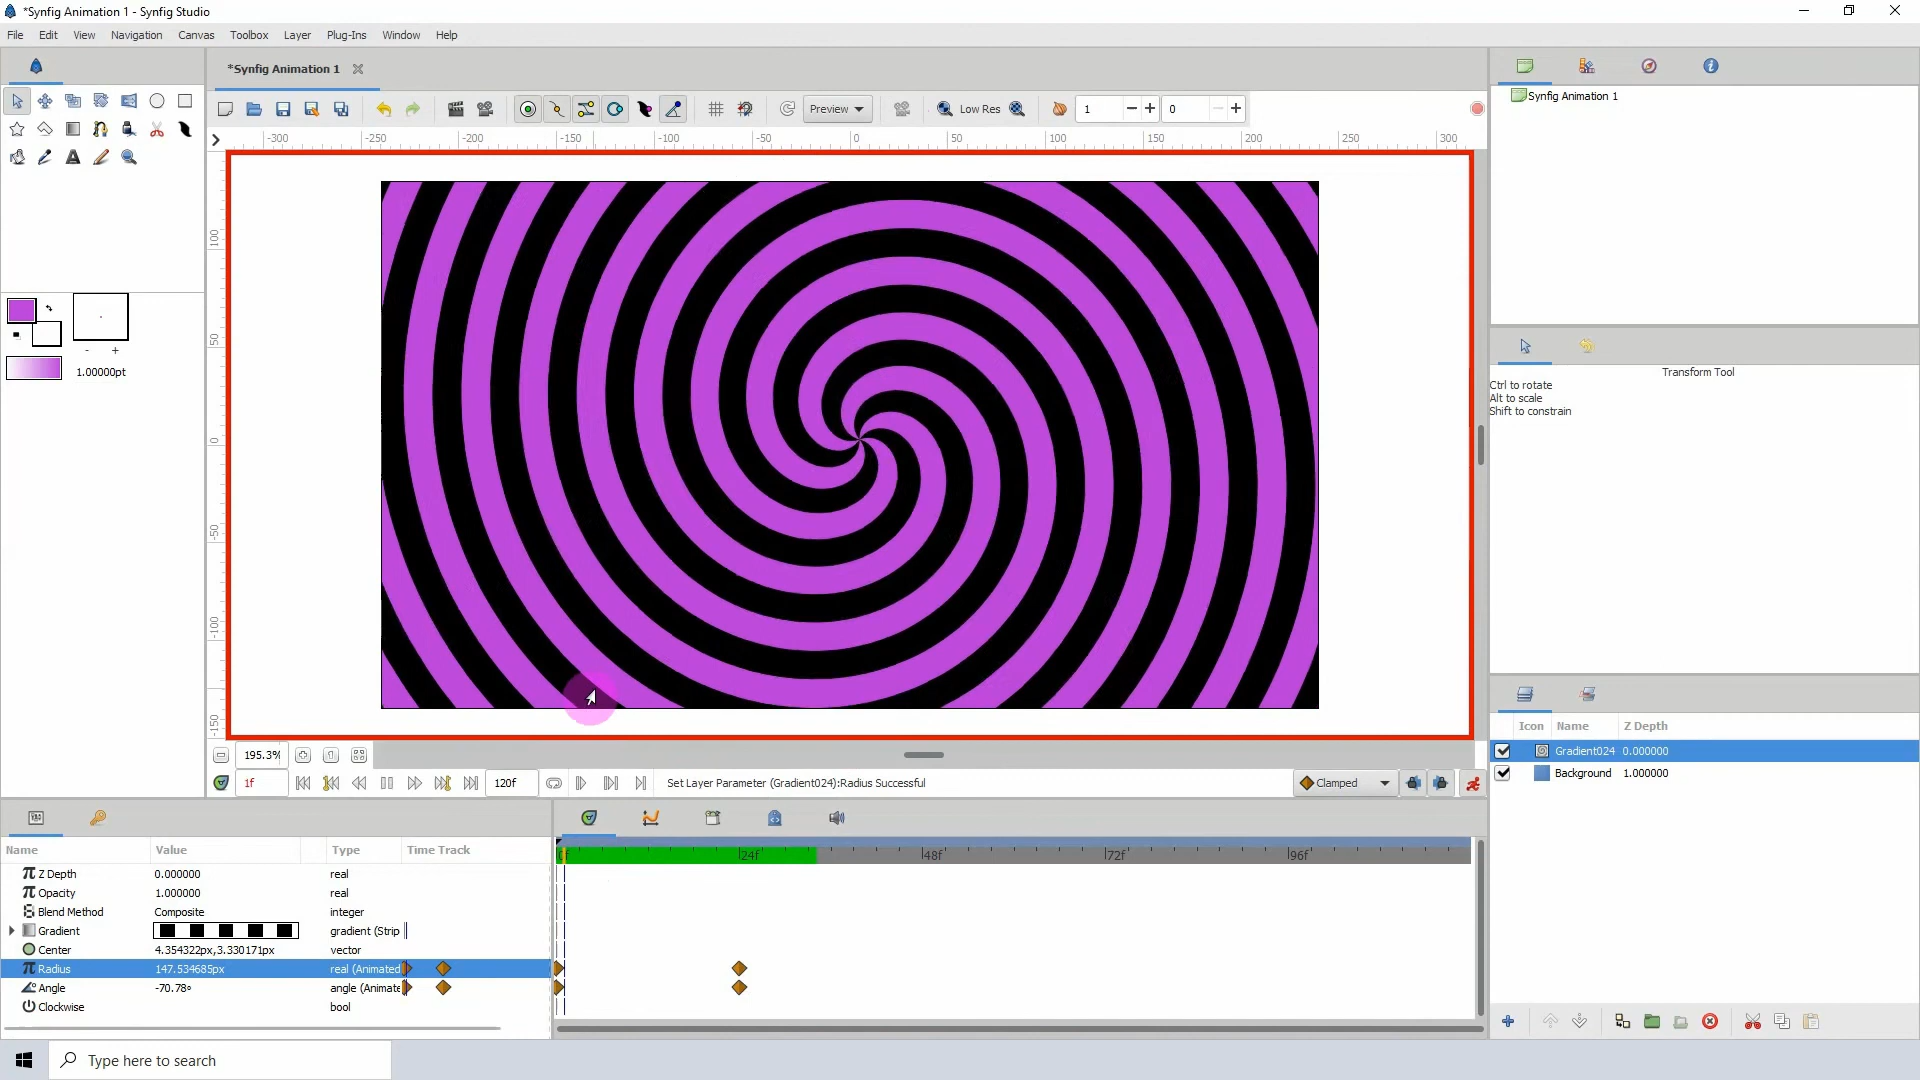 *Synfig Animation 1 - Synfig Studio
File Edit View Navigation Canvas Toolbox Layer Plug-Ins Window Help
*Synfig Animation 1
Preview Low Res 1 0
-300 -250 -200 -150 -100 -50 0 50 100 150 200 250 300
100
50
0
-50
-100
-150
- +
1.00000pt
Synfig Animation 1
Transform Tool
Ctrl to rotate
Alt to scale
Shift to constrain
Icon Name Z Depth
Gradient024 0.000000
Background 1.000000
195.3%
1f 120f Set Layer Parameter (Gradient024):Radius Successful Clamped
Name Value Type Time Track
24f 48f 72f 96f
Z Depth 0.000000 real
Opacity 1.000000 real
Blend Method Composite integer
Gradient gradient (Strip
Center 4.354322px,3.330171px vector
Radius 147.534685px real (Animated
Angle -70.78° angle (Animate
Clockwise bool
Type here to search